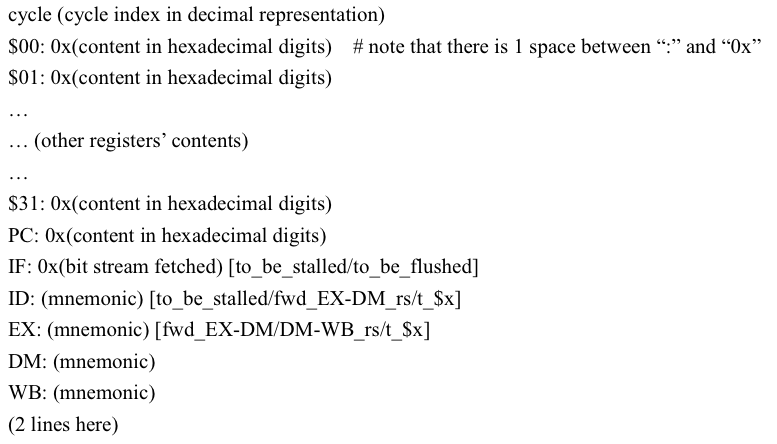 cycle (cycle index in decimal representation)
$00: 0x(content in hexadecimal digits)    # note that there is 1 space between “:” and “0x”
$01: 0x(content in hexadecimal digits)
…
… (other registers’ contents)
…
$31: 0x(content in hexadecimal digits)
PC: 0x(content in hexadecimal digits)
IF: 0x(bit stream fetched) [to_be_stalled/to_be_flushed]
ID: (mnemonic) [to_be_stalled/fwd_EX-DM_rs/t_$x]
EX: (mnemonic) [fwd_EX-DM/DM-WB_rs/t_$x]
DM: (mnemonic)
WB: (mnemonic)
(2 lines here)